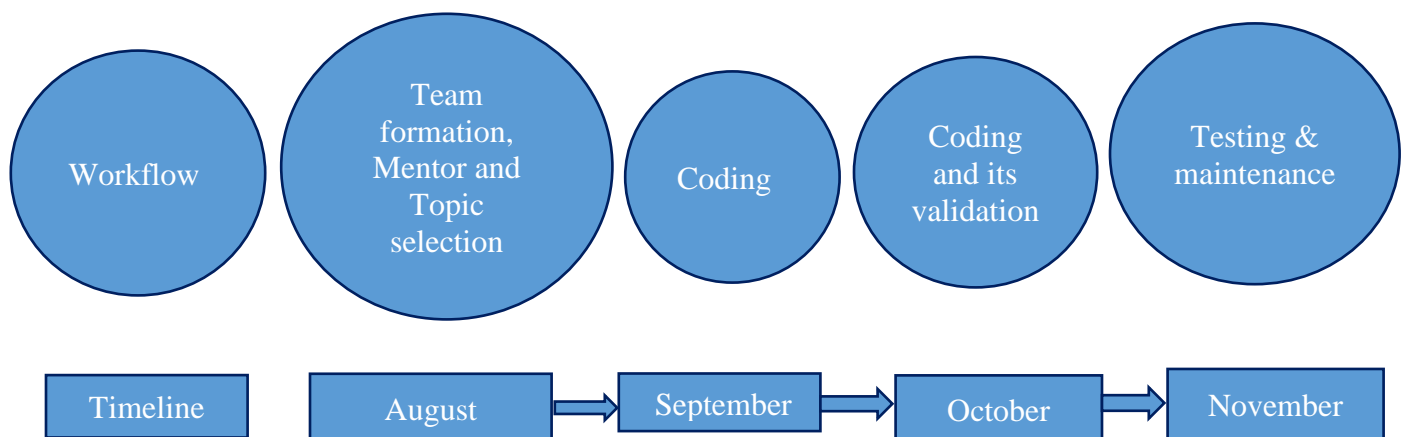 Workflow
Team
formation,
Mentor and
Topic
selection
Coding
Coding
and its
validation
Testing &
maintenance
Timeline
August
September
October
November